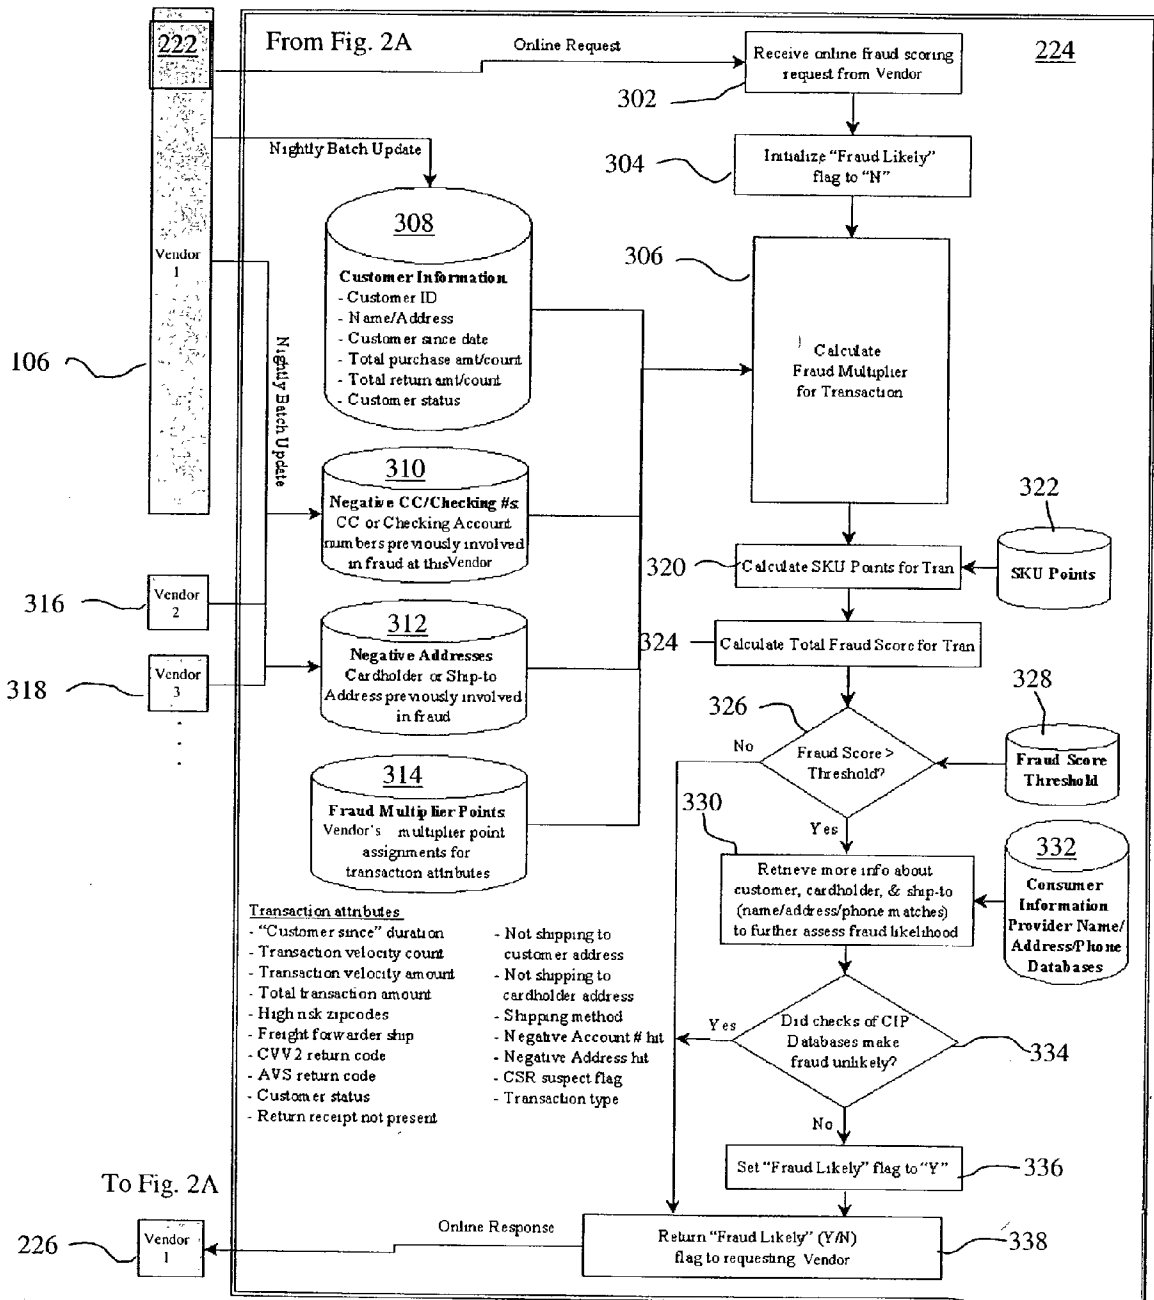 222
From Fig. 2A
Online Request
Receive online fraud scoring
request from Vendor
224
302
Nightly Batch Update
304
Initialize "Fraud Likely"
flag to "N"
308
Customer Information
- Customer ID
- Name/Address
- Customer since date
- Total purchase amt/count
- Total return amt/count
- Customer status
Vendor
1
306
Calculate
Fraud Multiplier
for Transaction
106
Nightly Batch Update
310
Negative CC/Checking #s:
CC or Checking Account
numbers previously involved
in fraud at this Vendor
322
SKU Points
320
Calculate SKU Points for Tran
316
Vendor
2
312
Negative Addresses
Cardholder or Ship-to
Address previously involved
in fraud
324
Calculate Total Fraud Score for Tran
318
Vendor
3
326
No
Fraud Score >
Threshold?
328
Fraud Score
Threshold
314
Fraud Multiplier Points
Vendor's multiplier point
assignments for
transaction attributes
330
Yes
Retrieve more info about
customer, cardholder, & ship-to
(name/address/phone matches)
to further assess fraud likelihood
332
Consumer
Information
Provider Name/
Address/Phone
Databases
Transaction attributes
- "Customer since" duration
- Transaction velocity count
- Transaction velocity amount
- Total transaction amount
- High risk zipcodes
- Freight forwarder ship
- CVV2 return code
- AVS return code
- Customer status
- Return receipt not present
- Not shipping to
customer address
- Not shipping to
cardholder address
- Shipping method
- Negative Account # hit
- Negative Address hit
- CSR suspect flag
- Transaction type
Yes
Did checks of CIP
Databases make
fraud unlikely?
334
No
Set "Fraud Likely" flag to "Y"
336
To Fig. 2A
226
Vendor
1
Online Response
Return "Fraud Likely" (Y/N)
flag to requesting Vendor
338